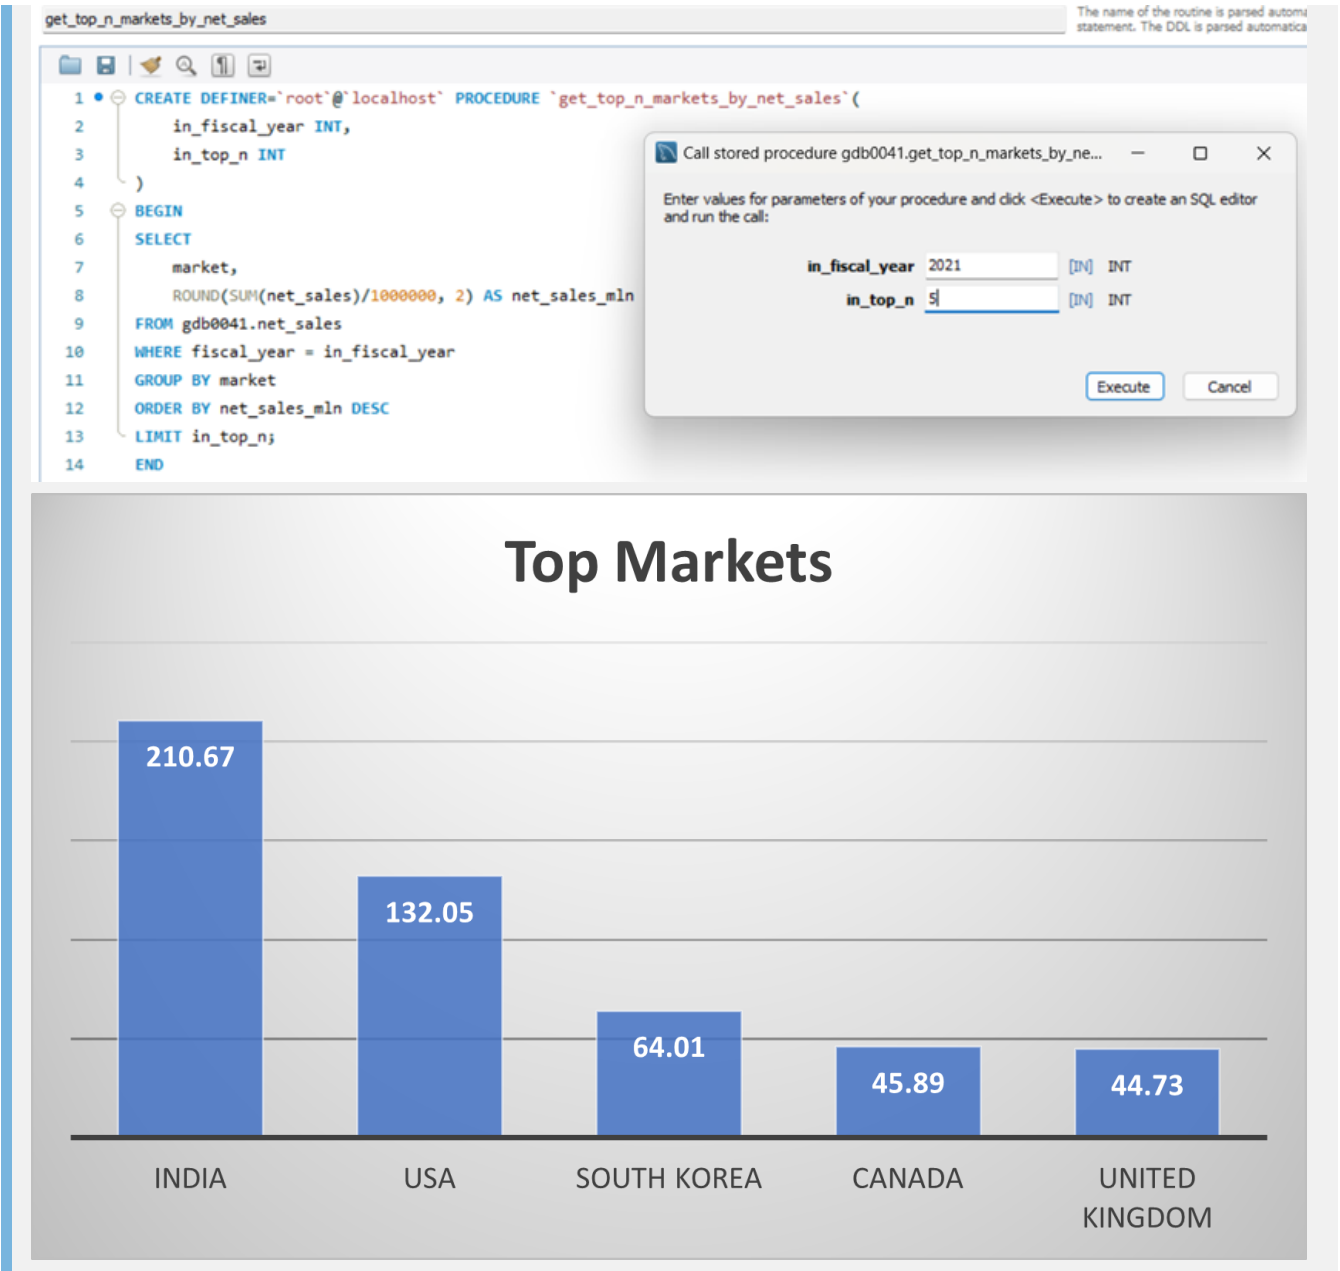 get_top_n_markets_by_net_sales
The name of the routine is parsed automa
statement. The DDL is parsed automatica
1 CREATE DEFINER=`root`@`localhost` PROCEDURE `get_top_n_markets_by_net_sales`(
2 in_fiscal_year INT,
3 in_top_n INT
4 )
5 BEGIN
6 SELECT
7 market,
8 ROUND(SUM(net_sales)/1000000, 2) AS net_sales_mln
9 FROM gdb0041.net_sales
10 WHERE fiscal_year = in_fiscal_year
11 GROUP BY market
12 ORDER BY net_sales_mln DESC
13 LIMIT in_top_n;
14 END
Call stored procedure gdb0041.get_top_n_markets_by_ne...
Enter values for parameters of your procedure and click <Execute> to create an SQL editor
and run the call:
in_fiscal_year 2021 [IN] INT
in_top_n 5 [IN] INT
Execute Cancel
Top Markets
210.67
132.05
64.01
45.89
44.73
INDIA
USA
SOUTH KOREA
CANADA
UNITED
KINGDOM